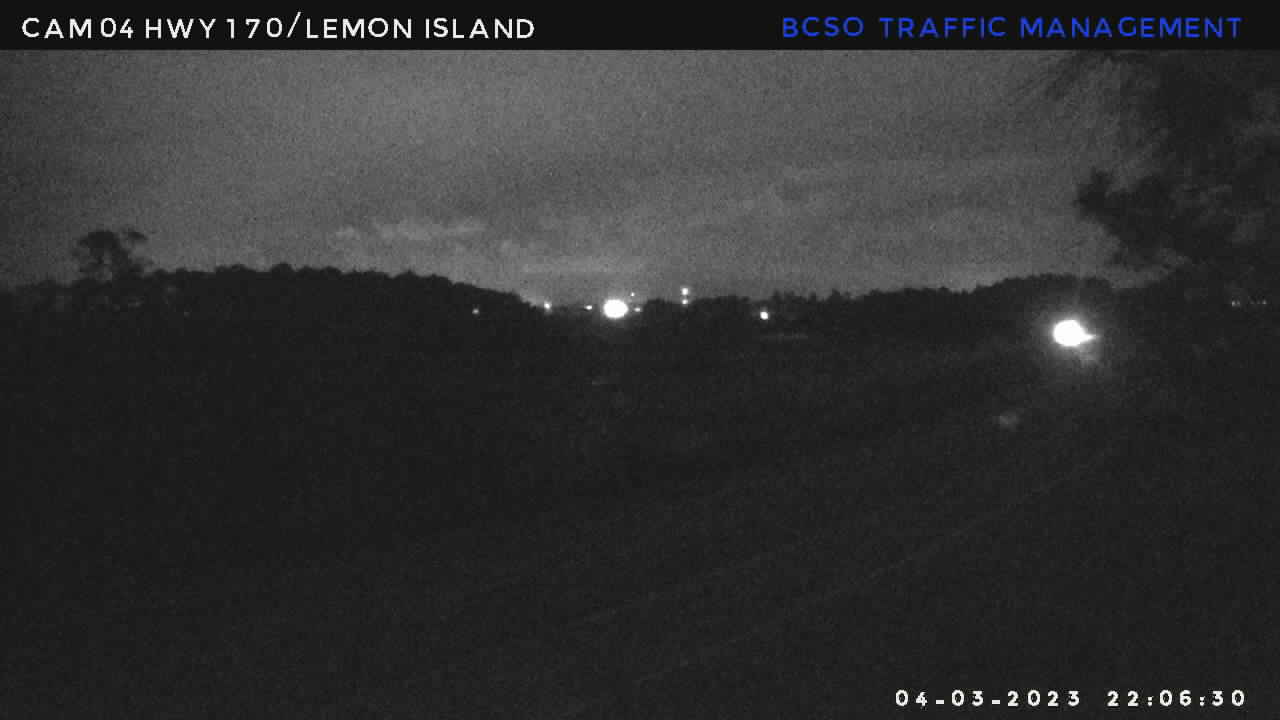 CAM04 HWY 170/LEMON ISLAND
BCSO TRAFFIC MANAGEMENT
04-03-2023 22:06:30